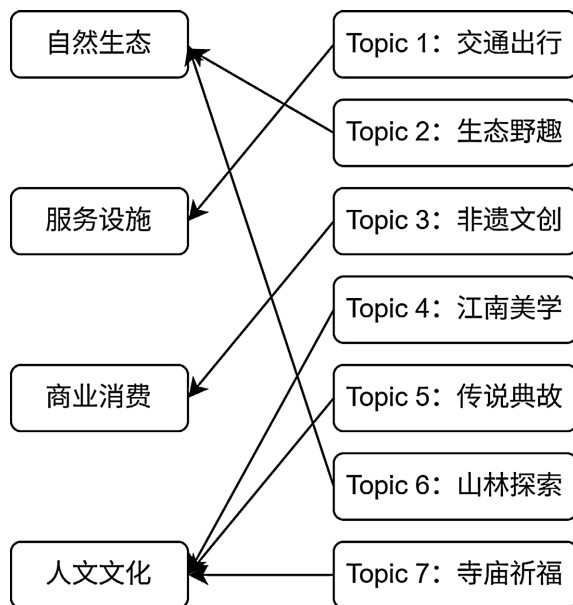 自然生态
服务设施
商业消费
人文文化
Topic 1：交通出行
Topic 2：生态野趣
Topic 3：非遗文创
Topic 4：江南美学
Topic 5：传说典故
Topic 6：山林探索
Topic 7：寺庙祈福